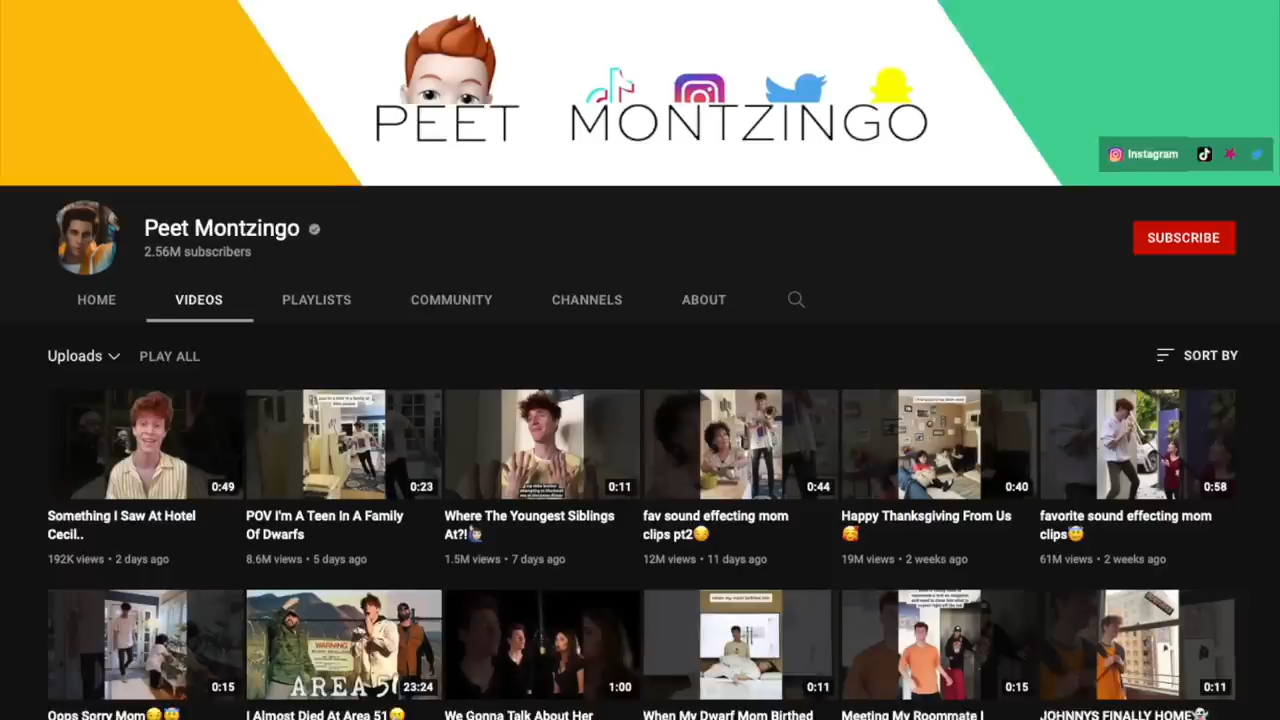 PEET MONTZINGO
Instagram
Peet Montzingo
2.56M subscribers
SUBSCRIBE
HOME VIDEOS PLAYLISTS COMMUNITY CHANNELS ABOUT
Uploads PLAY ALL SORT BY
0:49 0:23 0:11 0:44 0:40 0:58
Something I Saw At Hotel Cecil..
192K views • 2 days ago
POV I'm A Teen In A Family Of Dwarfs
8.6M views • 5 days ago
Where The Youngest Siblings At?!🙋🏻‍♂️
1.5M views • 7 days ago
fav sound effecting mom clips pt2😏
12M views • 11 days ago
Happy Thanksgiving From Us 🥰
19M views • 2 weeks ago
favorite sound effecting mom clips😇
61M views • 2 weeks ago
WARNING
AREA 51
0:15 23:24 1:00 0:11 0:15 0:11
Oops Sorry Mom😏😇
I Almost Died At Area 51
We Gonna Talk About Her
When My Dwarf Mom Birthed
Meeting My Roommate I
JOHNNYS FINALLY HOME